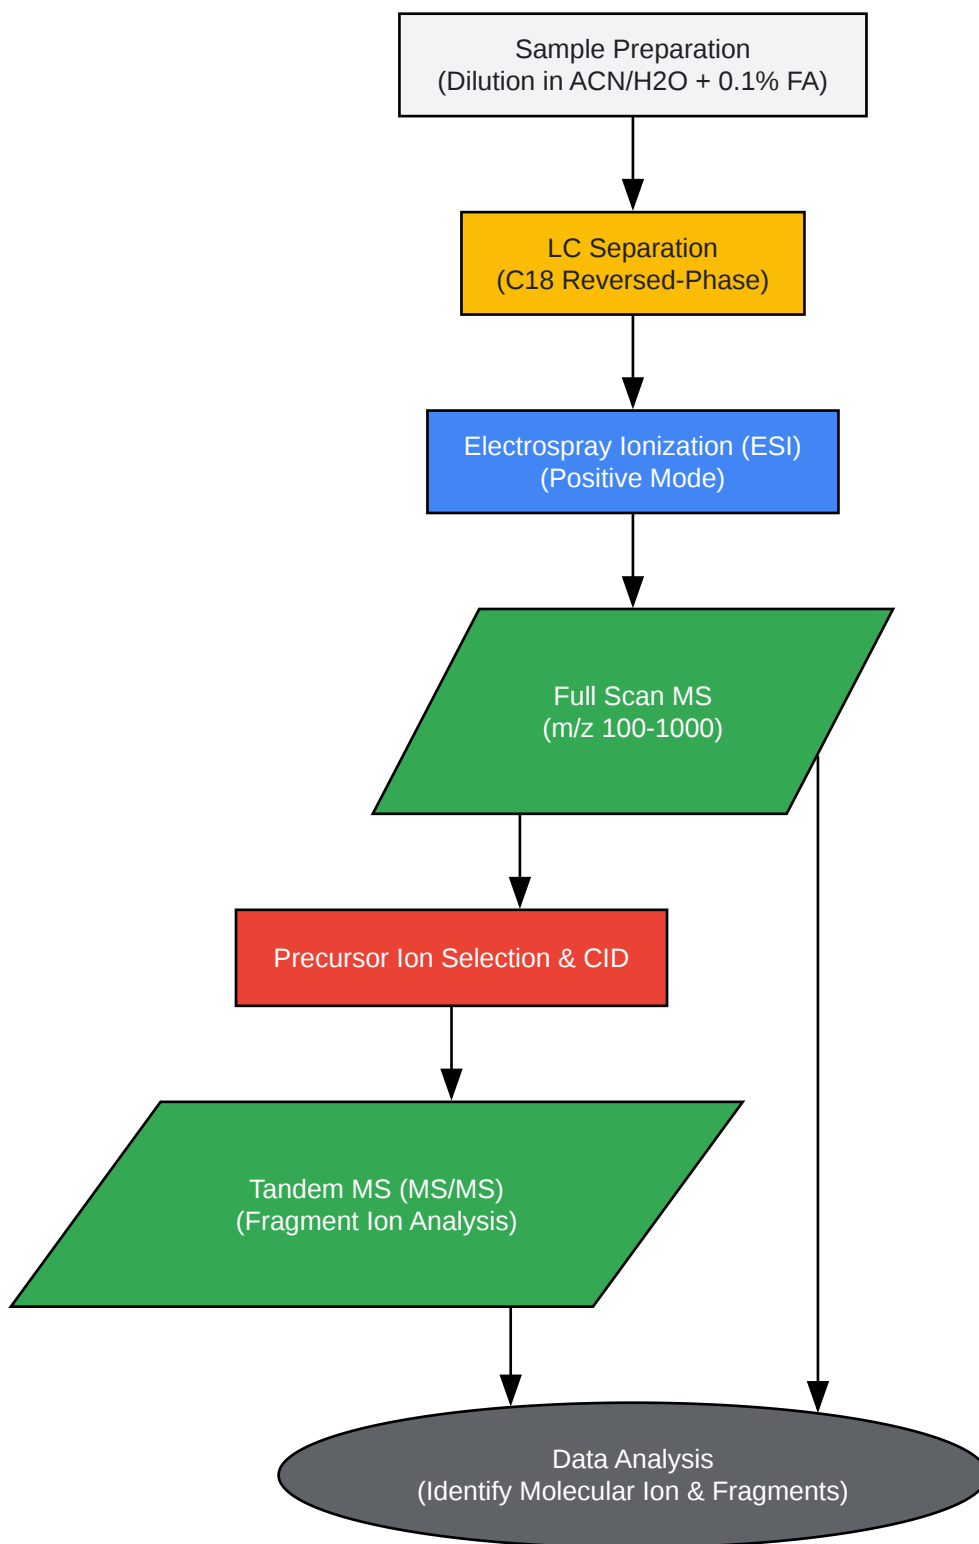 Sample Preparation
(Dilution in ACN/H2O + 0.1% FA)
LC Separation
(C18 Reversed-Phase)
Electrospray Ionization (ESI)
(Positive Mode)
Full Scan MS
(m/z 100-1000)
Precursor Ion Selection & CID
Tandem MS (MS/MS)
(Fragment Ion Analysis)
Data Analysis
(Identify Molecular Ion & Fragments)